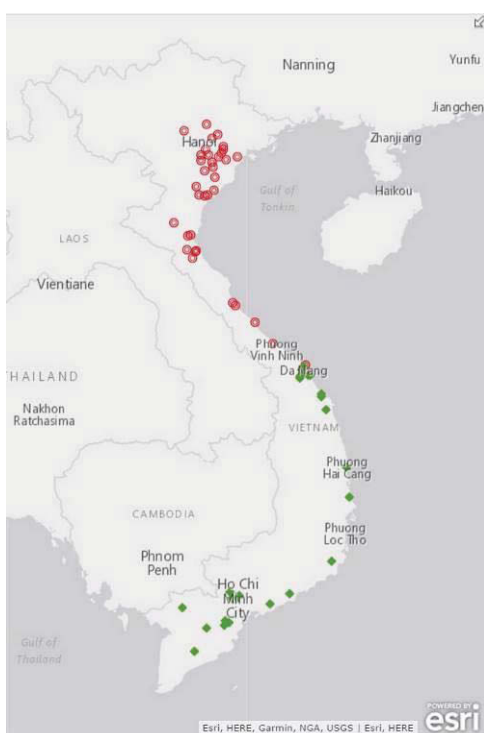 Nanning
Yunfu
Jiangchen
Zhanjiang
Hanoi
Haikou
Gulf of
Tonkin
LAOS
Vientiane
THAILAND
Nakhon
Ratchasima
Phuong
Vinh Ninh
Da Nang
VIETNAM
Phuong
Hai Cang
CAMBODIA
Phuong
Loc Tho
Phnom
Penh
Ho Chi
Minh
City
Gulf of
Thailand
POWERED BY
esri
Esri, HERE, Garmin, NGA, USGS | Esri, HERE